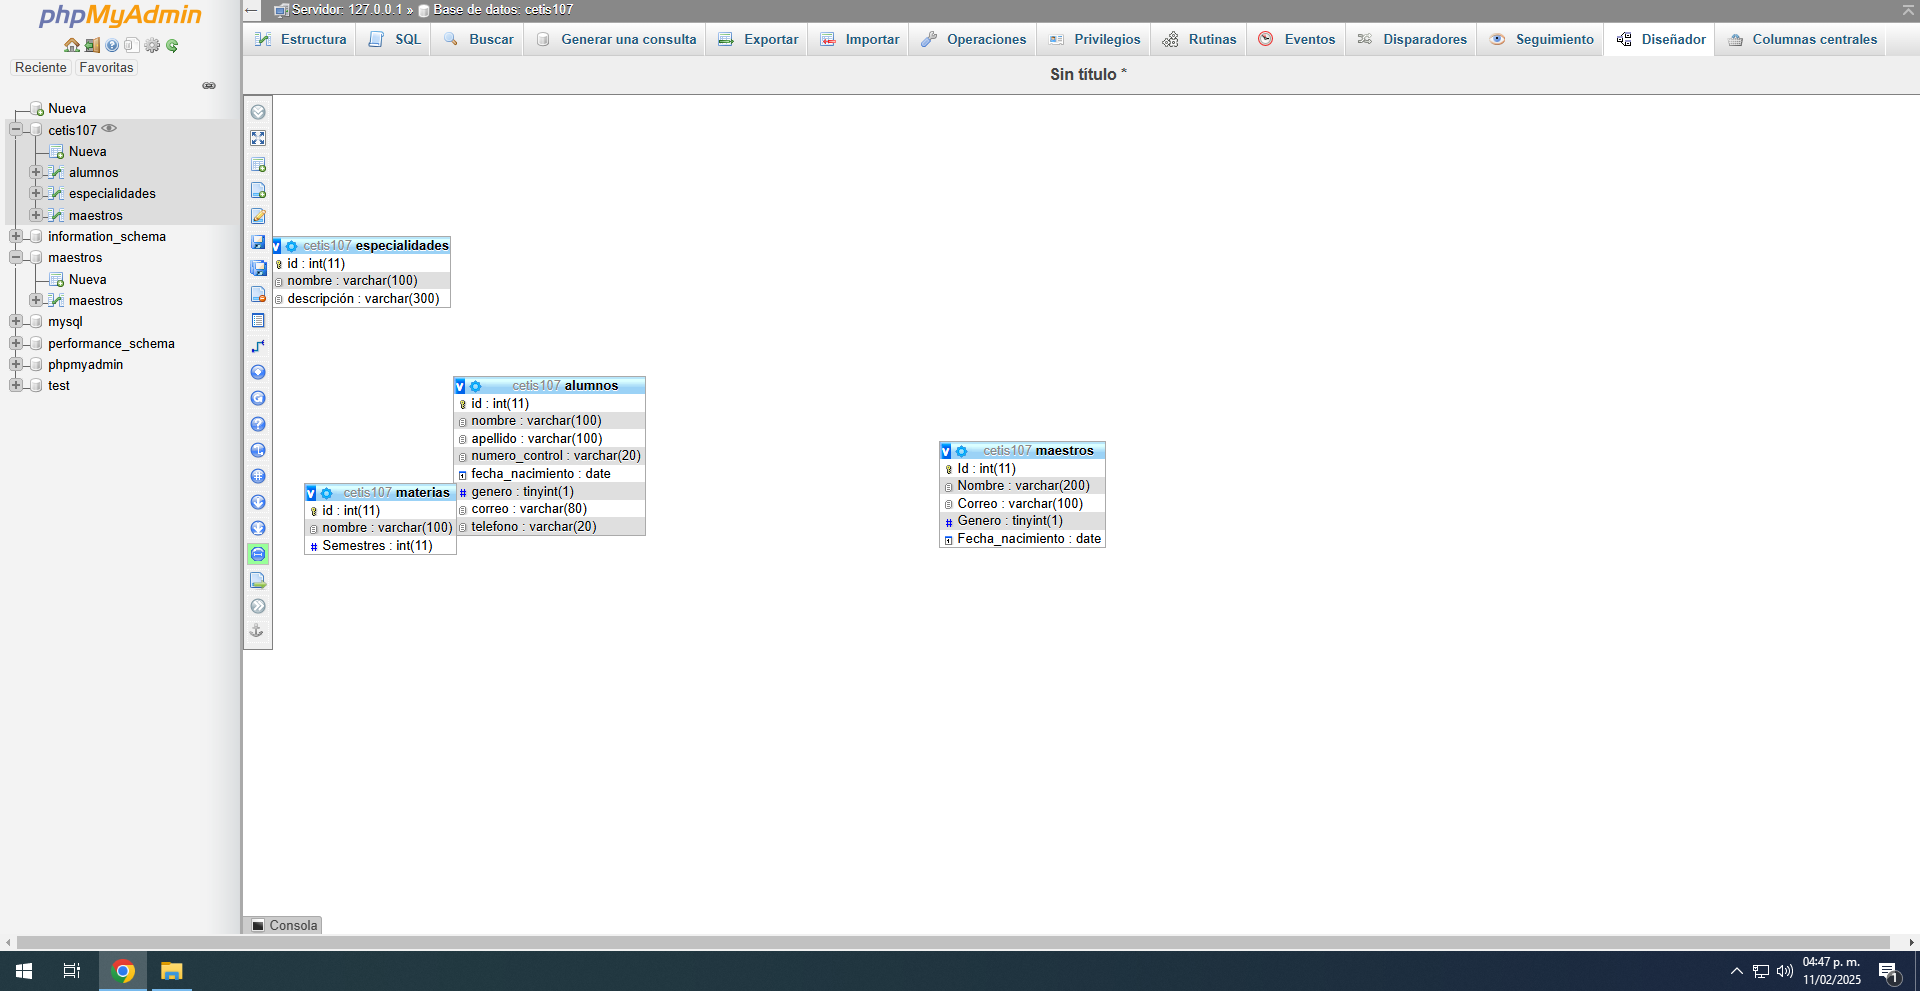 phpMyAdmin
Reciente Favoritas
Nueva
cetis107
Nueva
alumnos
especialidades
maestros
information_schema
maestros
Nueva
maestros
mysql
performance_schema
phpmyadmin
test
Servidor: 127.0.0.1 » Base de datos: cetis107
Estructura SQL Buscar Generar una consulta Exportar Importar Operaciones Privilegios Rutinas Eventos Disparadores Seguimiento Diseñador Columnas centrales
Sin título *
v cetis107 especialidades
id : int(11)
nombre : varchar(100)
descripción : varchar(300)
v cetis107 alumnos
id : int(11)
nombre : varchar(100)
apellido : varchar(100)
numero_control : varchar(20)
fecha_nacimiento : date
# genero : tinyint(1)
correo : varchar(80)
telefono : varchar(20)
v cetis107 materias
id : int(11)
nombre : varchar(100)
# Semestres : int(11)
v cetis107 maestros
Id : int(11)
Nombre : varchar(200)
Correo : varchar(100)
# Genero : tinyint(1)
Fecha_nacimiento : date
Consola
04:47 p. m.
11/02/2025
1